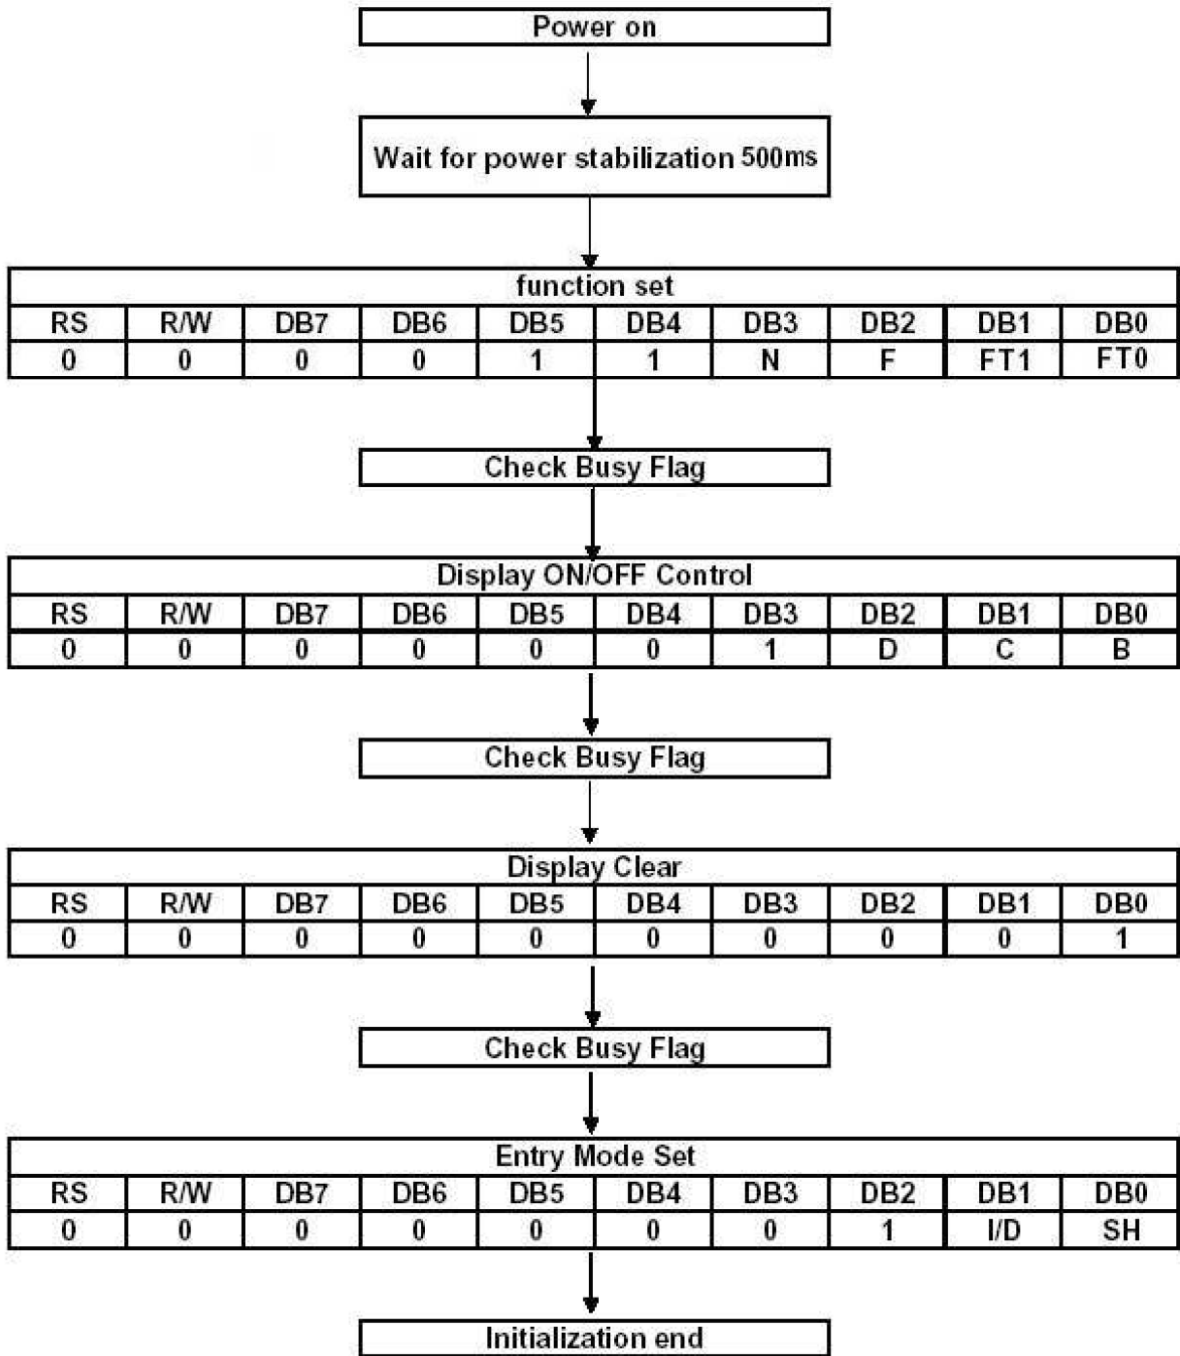 Power on
Wait for power stabilization 500ms
function set
RS R/W DB7 DB6 DB5 DB4 DB3 DB2 DB1 DB0
0 0 0 0 1 1 N F FT1 FT0
Check Busy Flag
Display ON/OFF Control
RS R/W DB7 DB6 DB5 DB4 DB3 DB2 DB1 DB0
0 0 0 0 0 0 1 D C B
Check Busy Flag
Display Clear
RS R/W DB7 DB6 DB5 DB4 DB3 DB2 DB1 DB0
0 0 0 0 0 0 0 0 0 1
Check Busy Flag
Entry Mode Set
RS R/W DB7 DB6 DB5 DB4 DB3 DB2 DB1 DB0
0 0 0 0 0 0 0 1 I/D SH
Initialization end